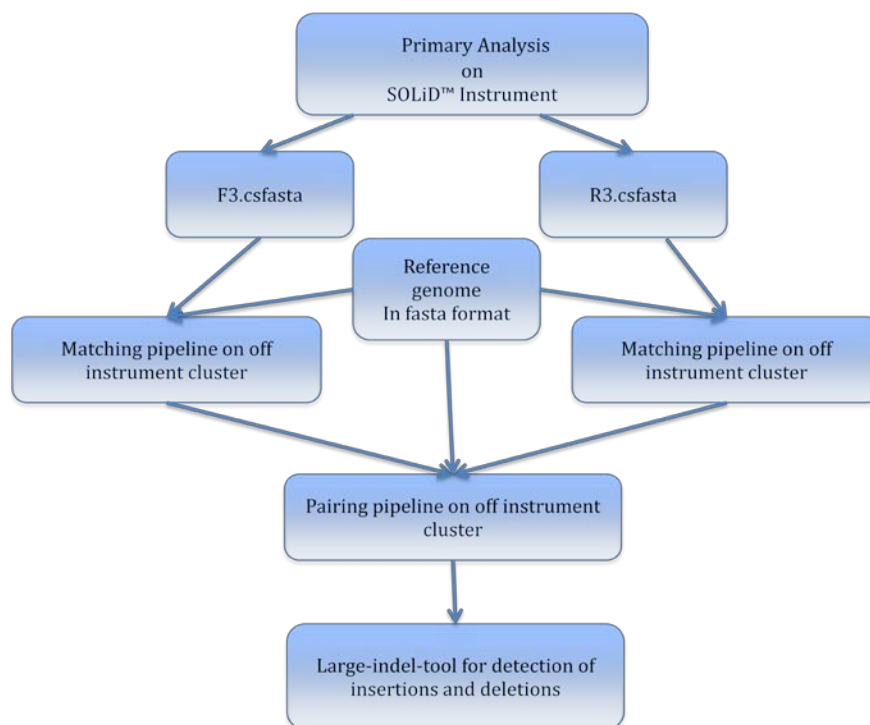 Primary Analysis
on
SOLiD™ Instrument
F3.csfasta
R3.csfasta
Reference
genome
In fasta format
Matching pipeline on off
instrument cluster
Matching pipeline on off
instrument cluster
Pairing pipeline on off instrument
cluster
Large-indel-tool for detection of
insertions and deletions